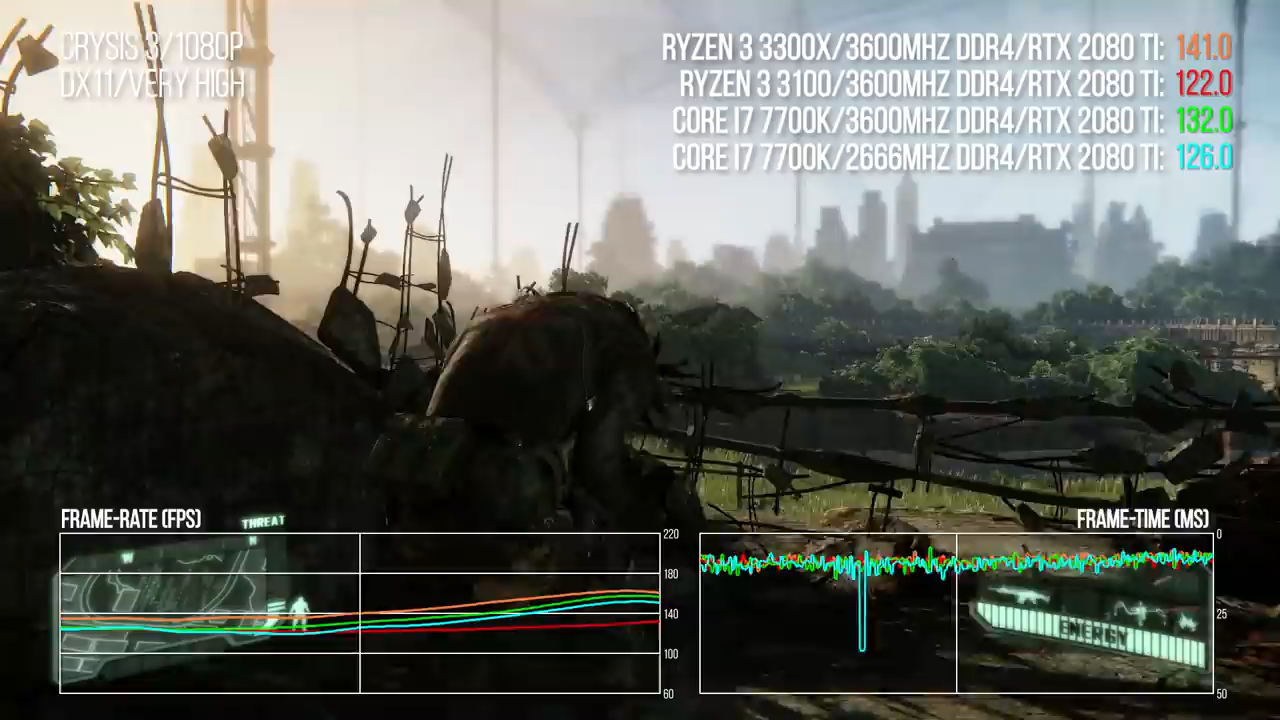 CRYSIS 3/1080P
DX11/VERY HIGH
RYZEN 3 3300X/3600MHZ DDR4/RTX 2080 TI: 141.0
RYZEN 3 3100/3600MHZ DDR4/RTX 2080 TI: 122.0
CORE I7 7700K/3600MHZ DDR4/RTX 2080 TI: 132.0
CORE I7 7700K/2666MHZ DDR4/RTX 2080 TI: 126.0
FRAME-RATE (FPS)
THREAT
W
N
220
180
140
100
60
FRAME-TIME (MS)
0
25
50
ENERGY